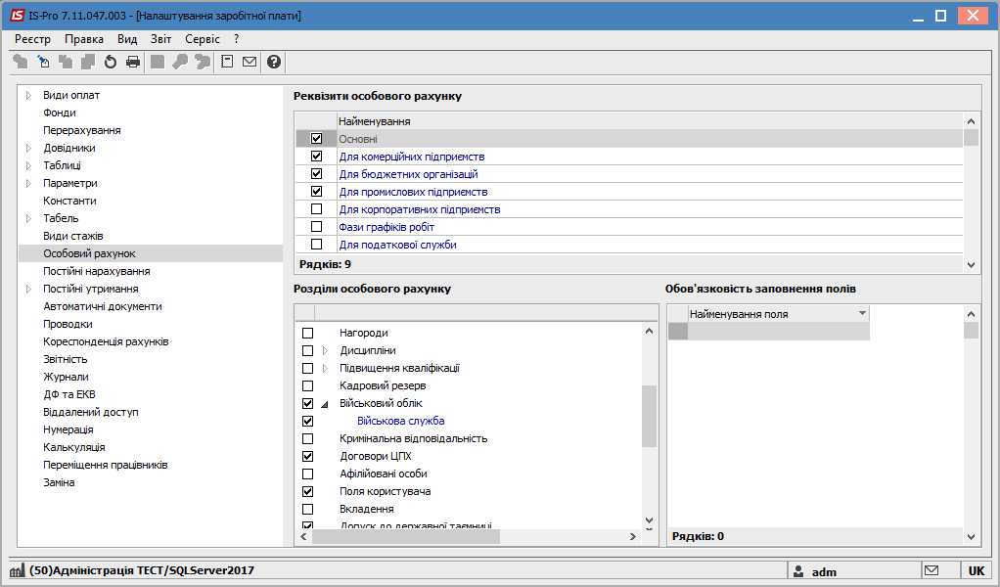 IS-Pro 7.11.047.003 - [Налаштування заробітної плати]
Реєстр Правка Вид Звіт Сервіс ?
Види оплат
Фонди
Перерахування
Довідники
Таблиці
Параметри
Константи
Табель
Види стажів
Особовий рахунок
Постійні нарахування
Постійні утримання
Автоматичні документи
Проводки
Кореспонденція рахунків
Звітність
Журнали
ДФ та ЕКВ
Віддалений доступ
Нумерація
Калькуляція
Переміщення працівників
Заміна
Реквізити особового рахунку
Найменування
Основні
Для комерційних підприємств
Для бюджетних організацій
Для промислових підприємств
Для корпоративних підприємств
Фази графіків робіт
Для податкової служби
Рядків: 9
Розділи особового рахунку
Нагороди
Дисципліни
Підвищення кваліфікації
Кадровий резерв
Військовий облік
Військова служба
Кримінальна відповідальність
Договори ЦПХ
Афілійовані особи
Поля користувача
Вкладення
Допуск до державної таємниці
Обов'язковість заповнення полів
Найменування поля
Рядків: 0
(50)Адміністрація ТЕСТ/SQLServer2017
adm
UK